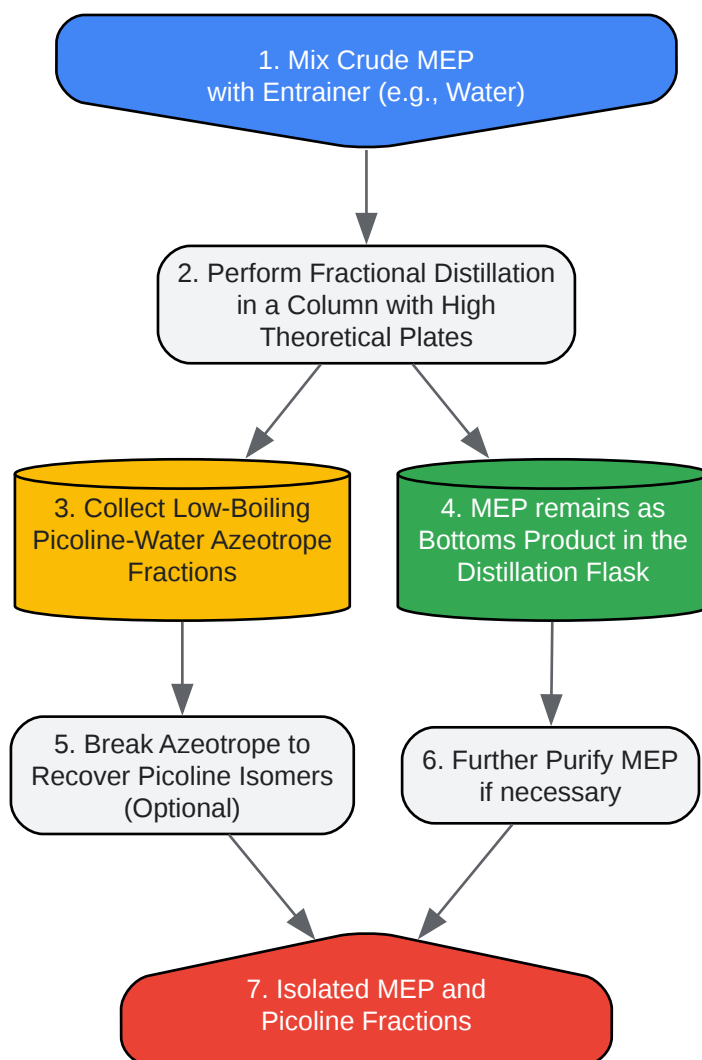 1. Mix Crude MEP
with Entrainer (e.g., Water)
2. Perform Fractional Distillation
in a Column with High
Theoretical Plates
3. Collect Low-Boiling
Picoline-Water Azeotrope
Fractions
4. MEP remains as
Bottoms Product in the
Distillation Flask
5. Break Azeotrope to
Recover Picoline Isomers
(Optional)
6. Further Purify MEP
if necessary
7. Isolated MEP and
Picoline Fractions